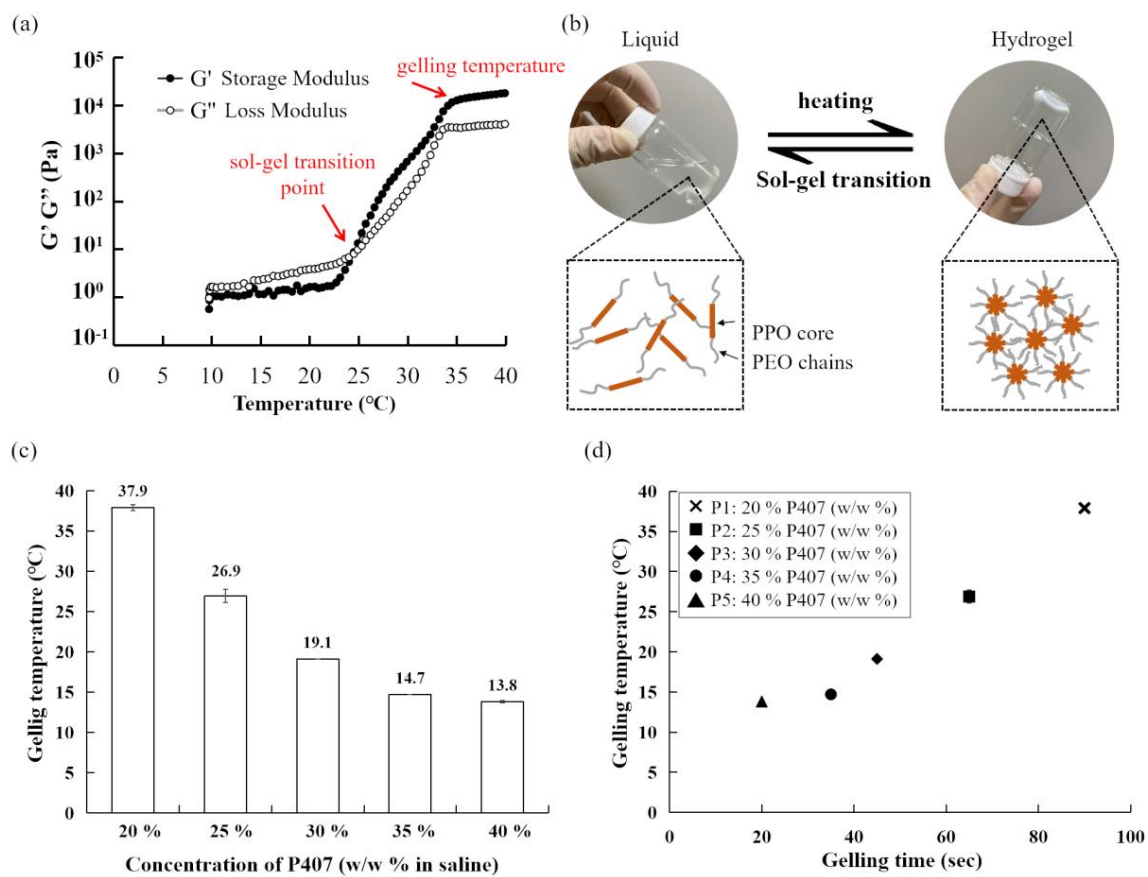 (a)
G' G'' (Pa)
10⁵
10⁴
10³
10²
10¹
10⁰
10⁻¹
G' Storage Modulus
G'' Loss Modulus
gelling temperature
sol-gel transition
point
0 5 10 15 20 25 30 35 40
Temperature (℃)
(b)
Liquid
Hydrogel
heating
Sol-gel transition
PPO core
PEO chains
(c)
Gellig temperature (℃)
40
35
30
25
20
15
10
5
0
37.9
26.9
19.1
14.7
13.8
20 % 25 % 30 % 35 % 40 %
Concentration of P407 (w/w % in saline)
(d)
Gelling temperature (℃)
40
35
30
25
20
15
10
5
0
P1: 20 % P407 (w/w %)
P2: 25 % P407 (w/w %)
P3: 30 % P407 (w/w %)
P4: 35 % P407 (w/w %)
P5: 40 % P407 (w/w %)
0 20 40 60 80 100
Gelling time (sec)